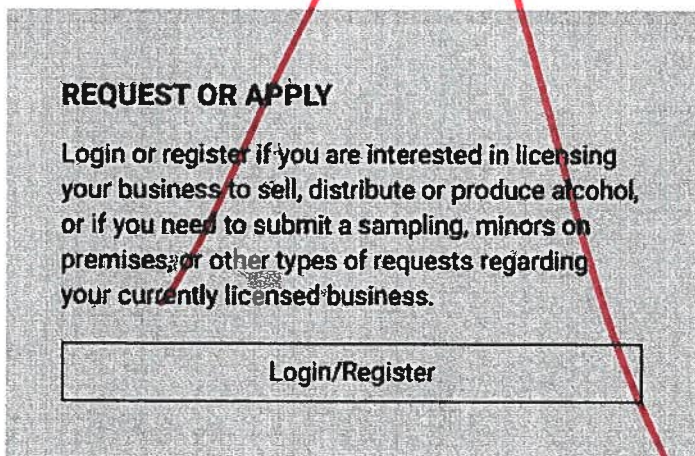 REQUEST OR APPLY
Login or register if you are interested in licensing
your business to sell, distribute or produce alcohol,
or if you need to submit a sampling, minors on
premises, or other types of requests regarding
your currently licensed business.
Login/Register